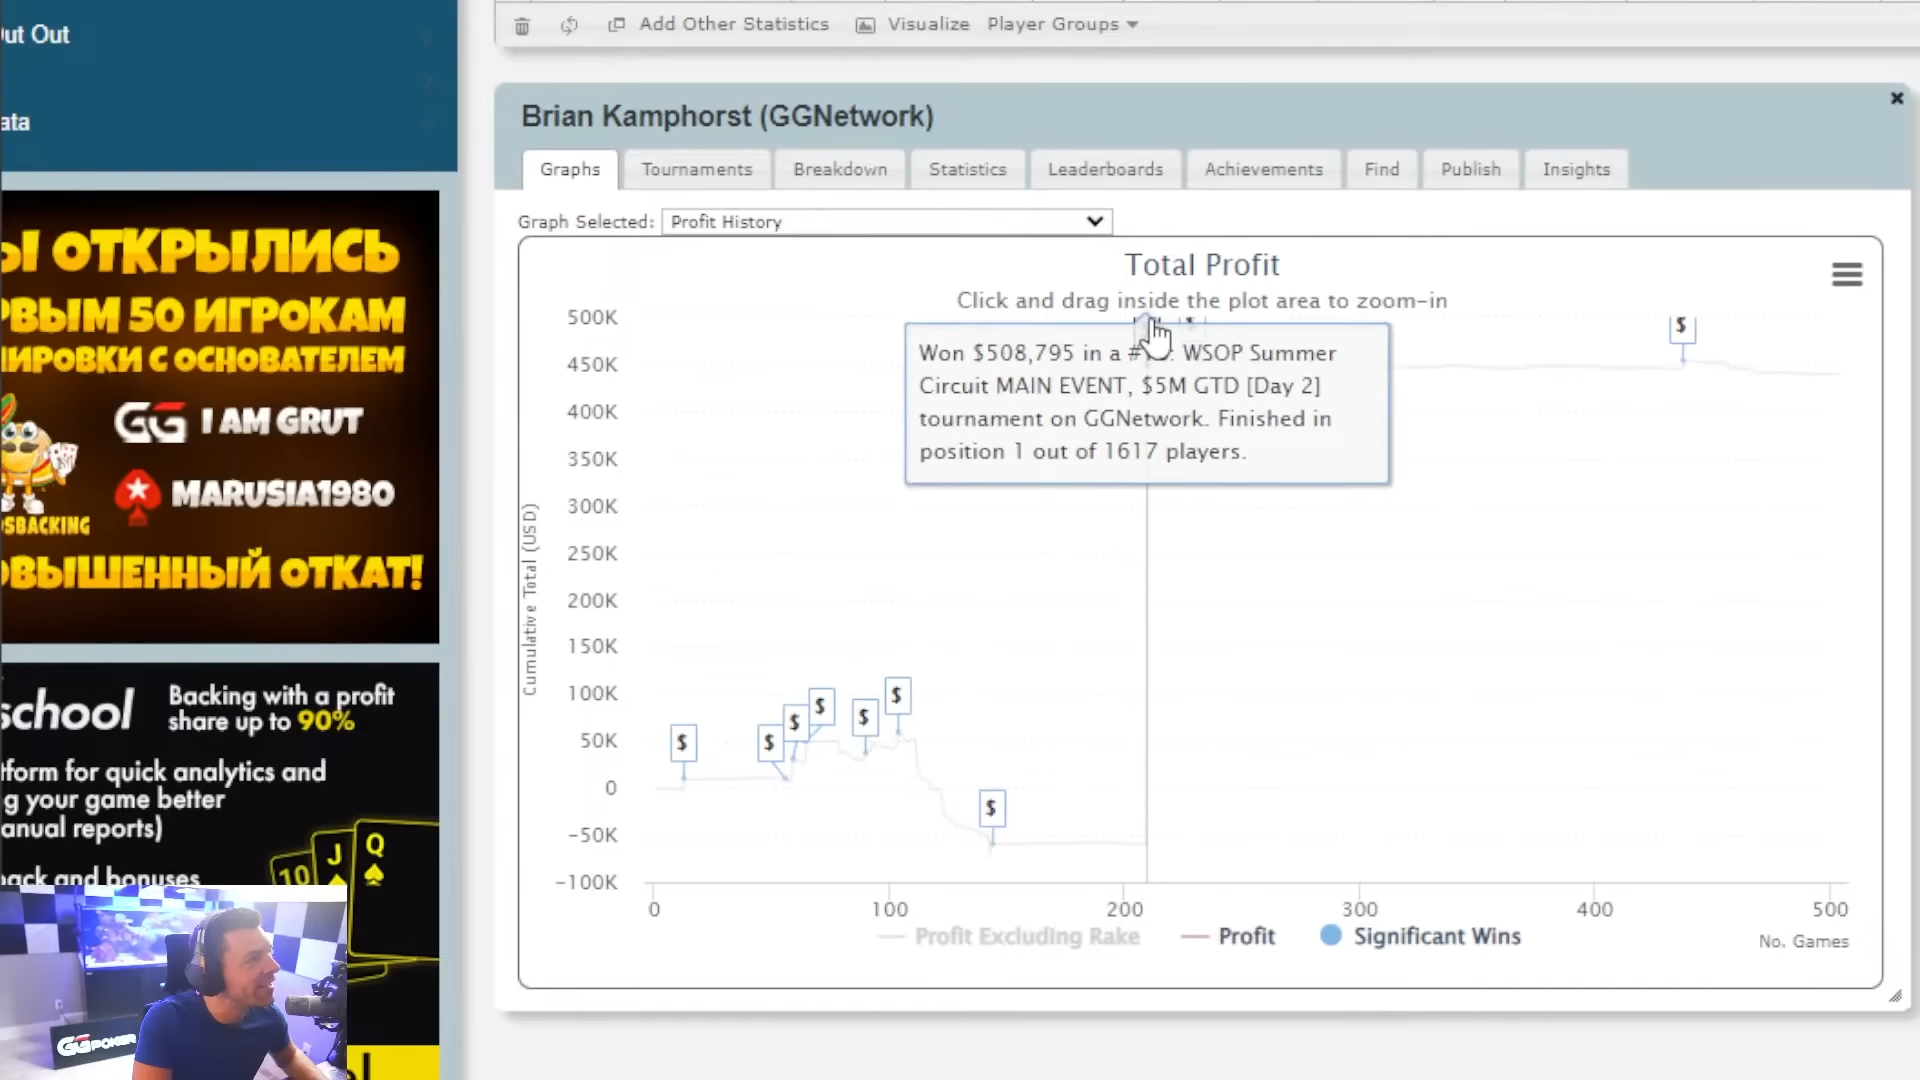 Out Out
ata
Ы ОТКРЫЛИСЬ
РВЫМ 50 ИГРОКАМ
ИРОВКИ С ОСНОВАТЕЛЕМ
GG I AM GRUT
MARUSIA1980
SBACKING
ОВЫШЕННЫЙ ОТКАТ!
school
Backing with a profit
share up to 90%
tform for quick analytics and
g your game better
anual reports)
back and bonuses
10 J Q
GGPOKER
el
Add Other Statistics Visualize Player Groups
Brian Kamphorst (GGNetwork)
Graphs Tournaments Breakdown Statistics Leaderboards Achievements Find Publish Insights
Graph Selected: Profit History
Total Profit
Click and drag inside the plot area to zoom-in
Won $508,795 in a WSOP Summer
Circuit MAIN EVENT, $5M GTD [Day 2]
tournament on GGNetwork. Finished in
position 1 out of 1617 players.
Cumulative Total (USD)
500K
450K
400K
350K
300K
250K
200K
150K
100K
50K
0
-50K
-100K
$ $ $ $ $ $ $ $ $
0 100 200 300 400 500
Profit Excluding Rake Profit Significant Wins
No. Games